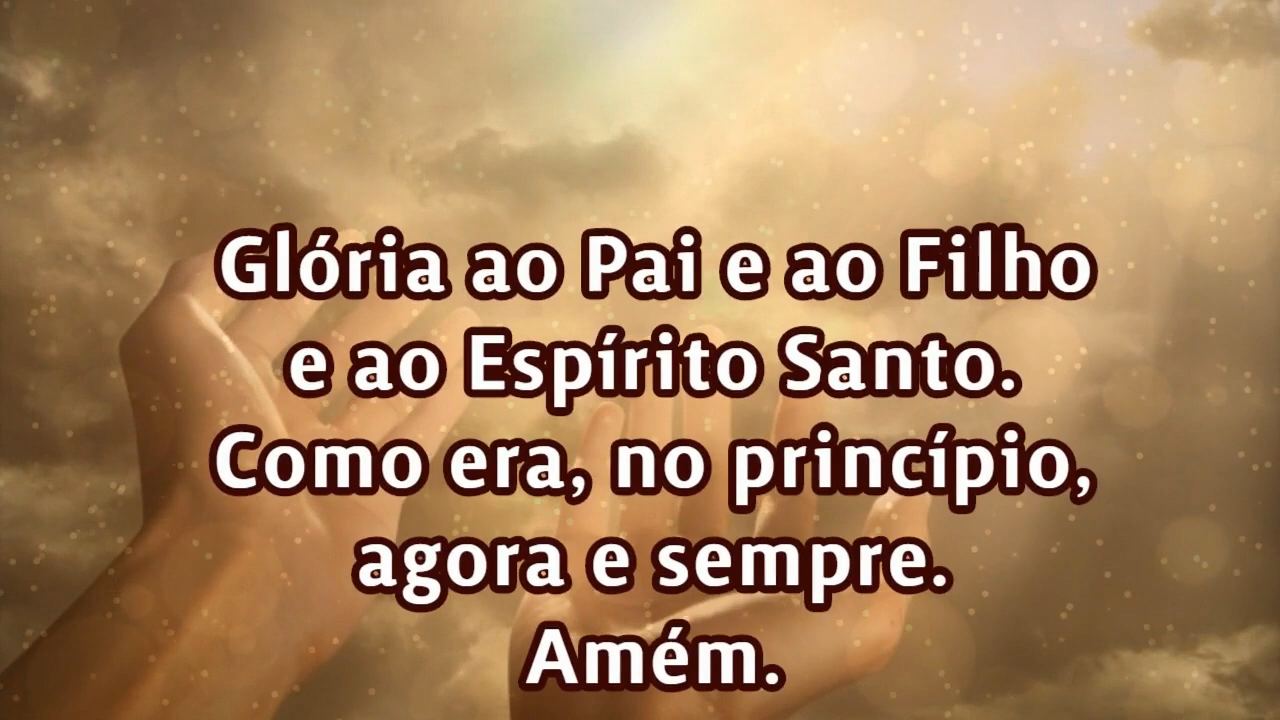 Glória ao Pai e ao Filho
e ao Espírito Santo.
Como era, no princípio,
agora e sempre.
Amém.